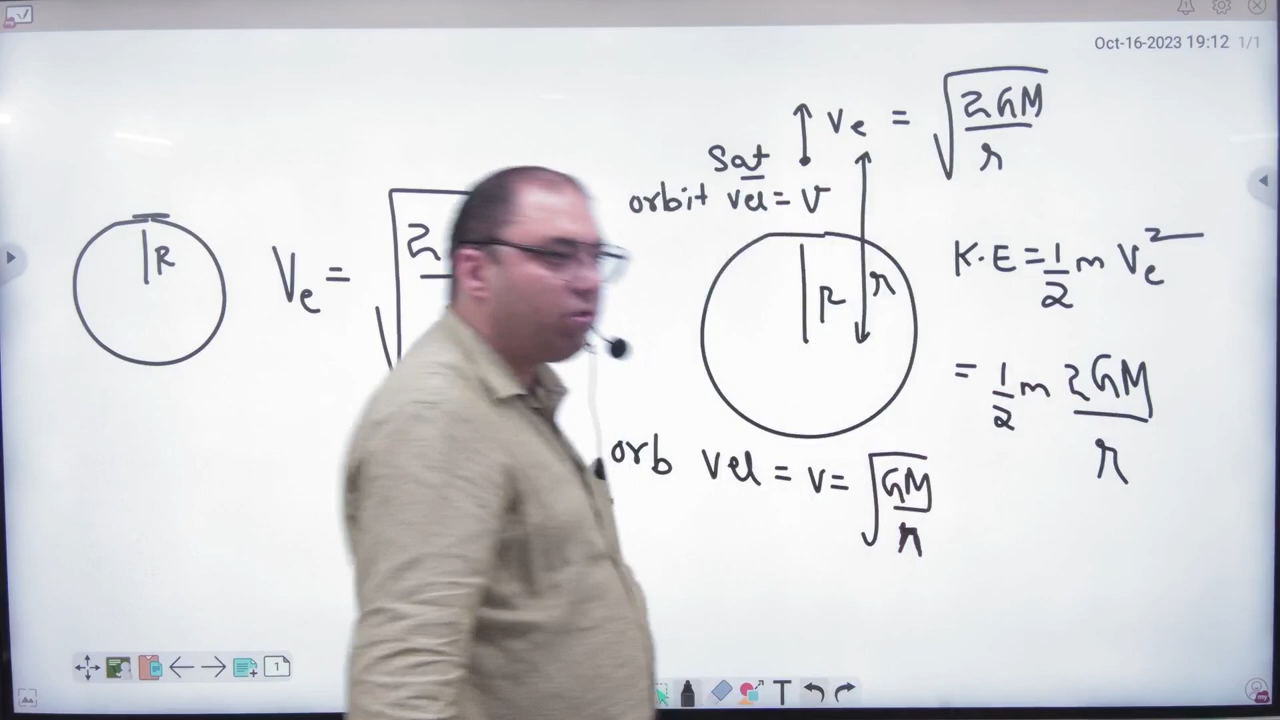 Oct-16-2023 19:12 1/1
R
Ve = √2
Ve = √(2GM/r)
Sat
orbit vel = v
R
r
K.E = 1/2 m Ve²
= 1/2 m 2GM/r
orb vel = v = √(GM/r)
1
T